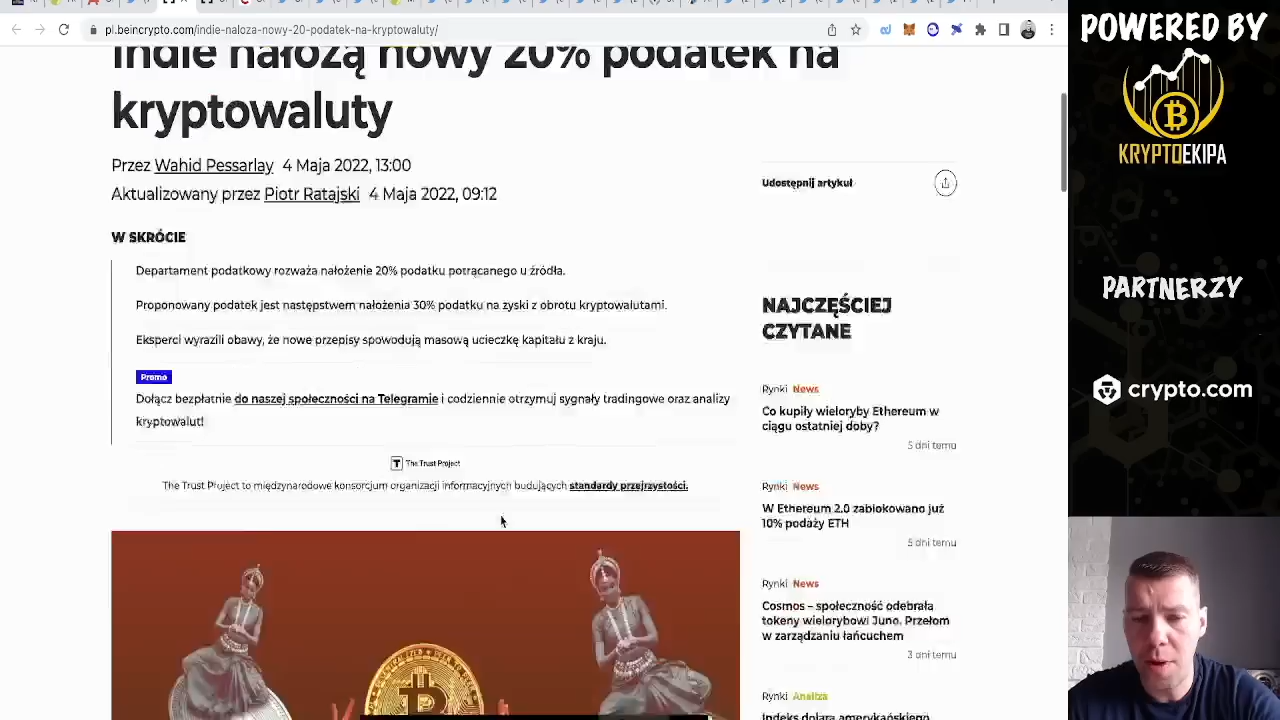 pl.beincrypto.com/indie-naloza-nowy-20-podatek-na-kryptowaluty/
Indie nałożą nowy 20% podatek na
kryptowaluty
Przez Wahid Pessarlay 4 Maja 2022, 13:00
Aktualizowany przez Piotr Ratajski 4 Maja 2022, 09:12
W SKRÓCIE
Departament podatkowy rozważa nałożenie 20% podatku potrącanego u źródła.
Proponowany podatek jest następstwem nałożenia 30% podatku na zyski z obrotu kryptowalutami.
Eksperci wyrazili obawy, że nowe przepisy spowodują masową ucieczkę kapitału z kraju.
Promo
Dołącz bezpłatnie do naszej społeczności na Telegramie i codziennie otrzymuj sygnały tradingowe oraz analizy
kryptowalut!
The Trust Project
The Trust Project to międzynarodowe konsorcjum organizacji informacyjnych budujących standardy przejrzystości.
Udostępnij artykuł
NAJCZĘŚCIEJ
CZYTANE
Rynki News
Co kupiły wieloryby Ethereum w
ciągu ostatniej doby?
5 dni temu
Rynki News
W Ethereum 2.0 zablokowano już
10% podaży ETH
5 dni temu
Rynki News
Cosmos – społeczność odebrała
tokeny wielorybowi Juno. Przełom
w zarządzaniu łańcuchem
3 dni temu
Rynki Analiza
Indeks dolara amerykańskiego
POWERED BY
KRYPTOEKIPA
PARTNERZY
crypto.com